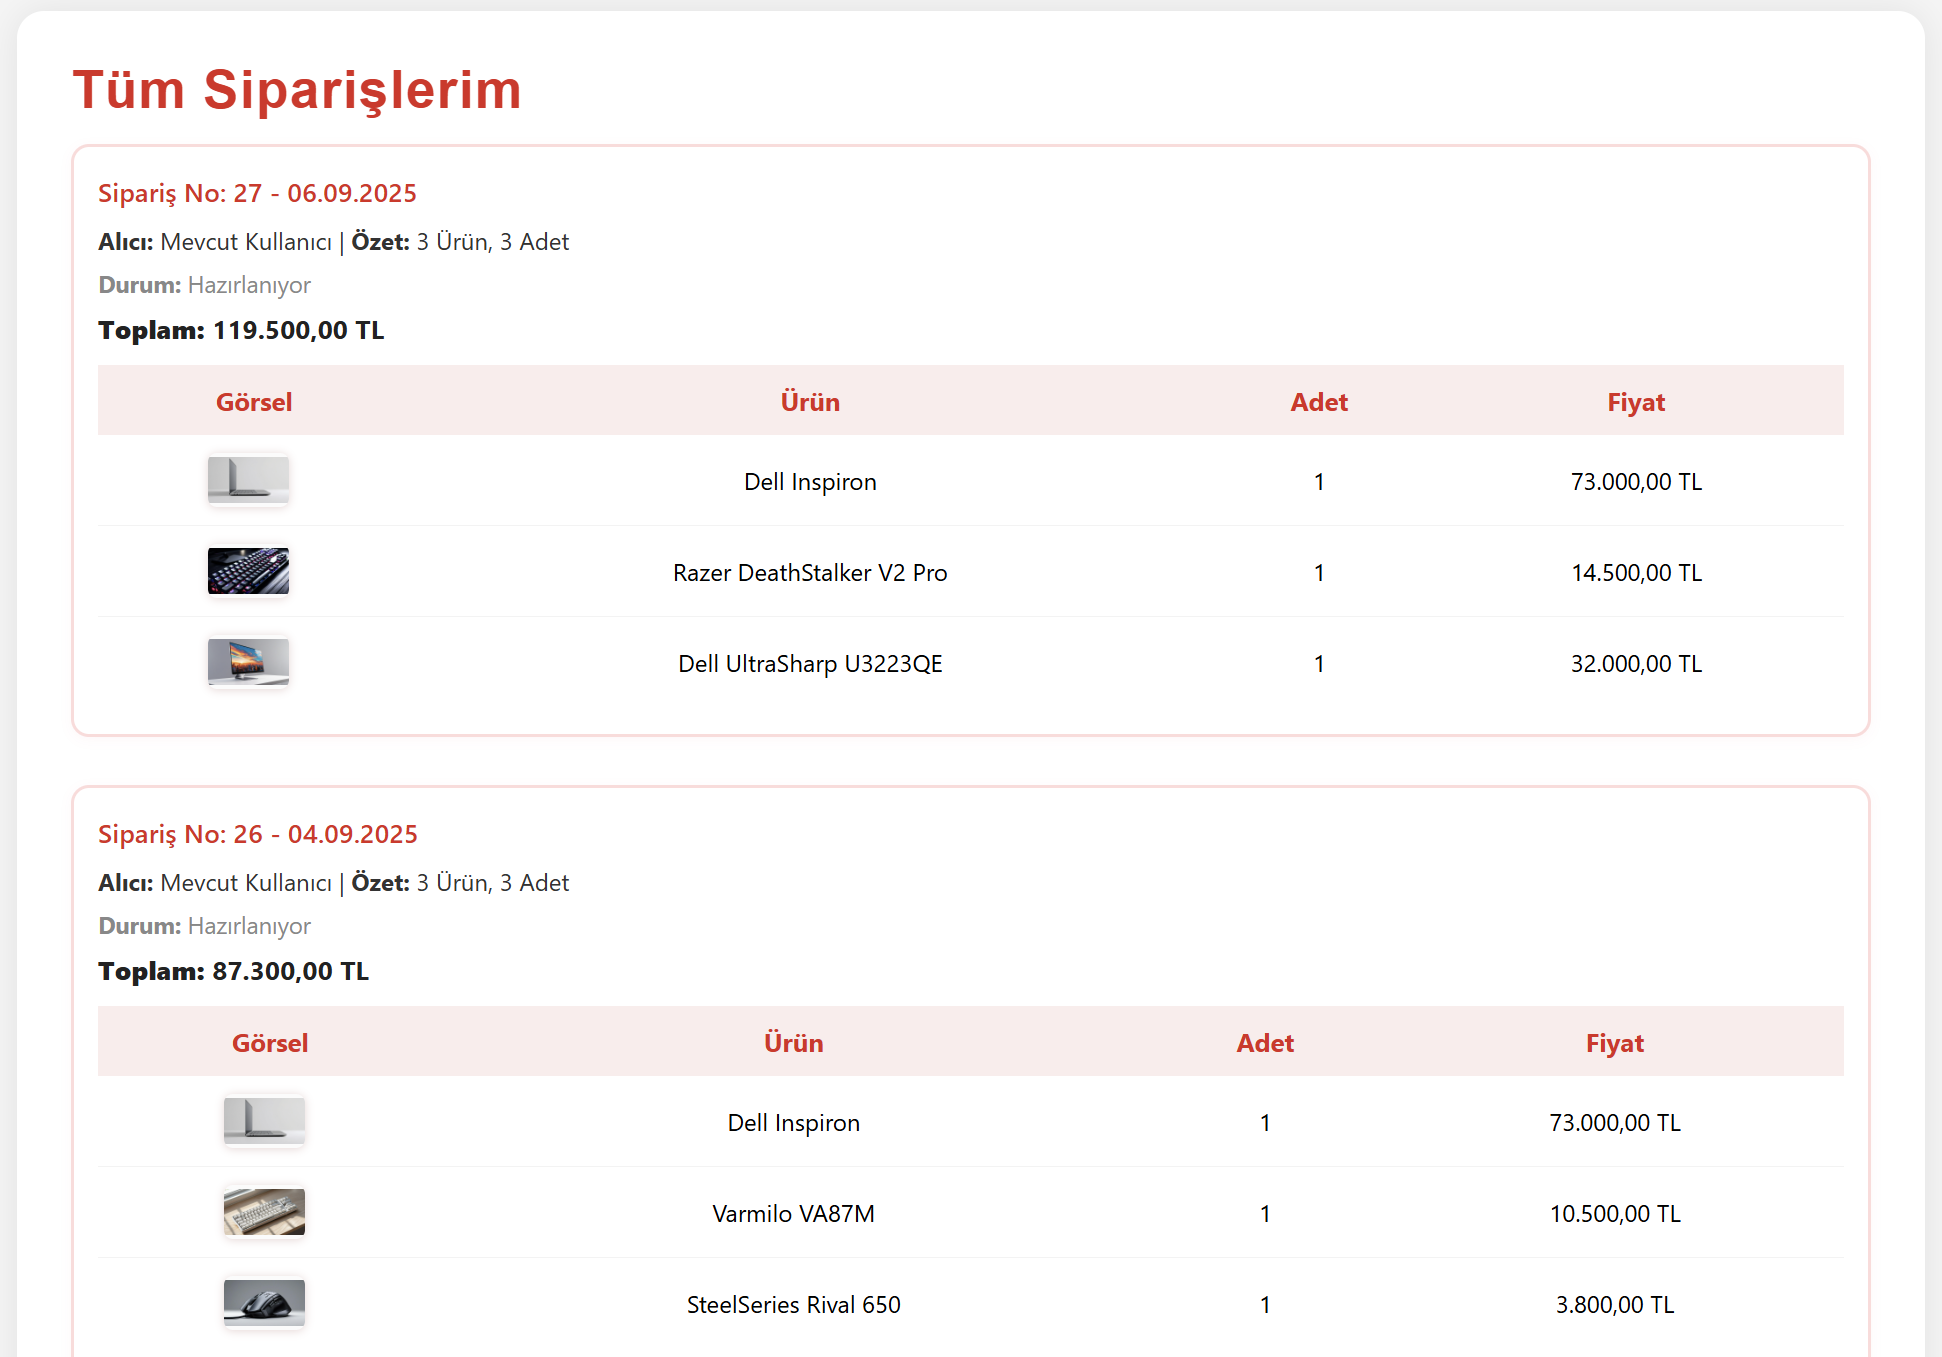 Tüm Siparişlerim
Sipariş No: 27 - 06.09.2025
Alıcı: Mevcut Kullanıcı | Özet: 3 Ürün, 3 Adet
Durum: Hazırlanıyor
Toplam: 119.500,00 TL
Görsel Ürün Adet Fiyat
Dell Inspiron 1 73.000,00 TL
Razer DeathStalker V2 Pro 1 14.500,00 TL
Dell UltraSharp U3223QE 1 32.000,00 TL
Sipariş No: 26 - 04.09.2025
Alıcı: Mevcut Kullanıcı | Özet: 3 Ürün, 3 Adet
Durum: Hazırlanıyor
Toplam: 87.300,00 TL
Görsel Ürün Adet Fiyat
Dell Inspiron 1 73.000,00 TL
Varmilo VA87M 1 10.500,00 TL
SteelSeries Rival 650 1 3.800,00 TL